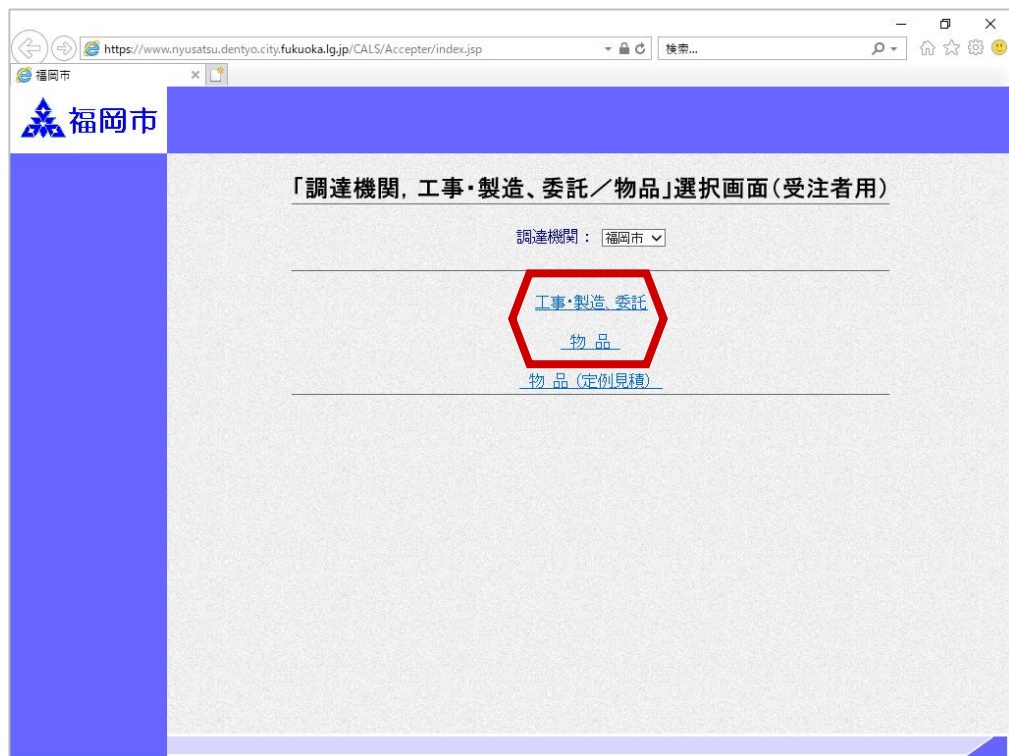 https://www.nyusatsu.dentyo.city.fukuoka.lg.jp/CALS/Accepter/index.jsp
検索...
福岡市
福岡市
「調達機関，工事・製造、委託／物品」選択画面（受注者用）
調達機関： 福岡市
工事・製造、委託
物 品
物 品 （定例見積）